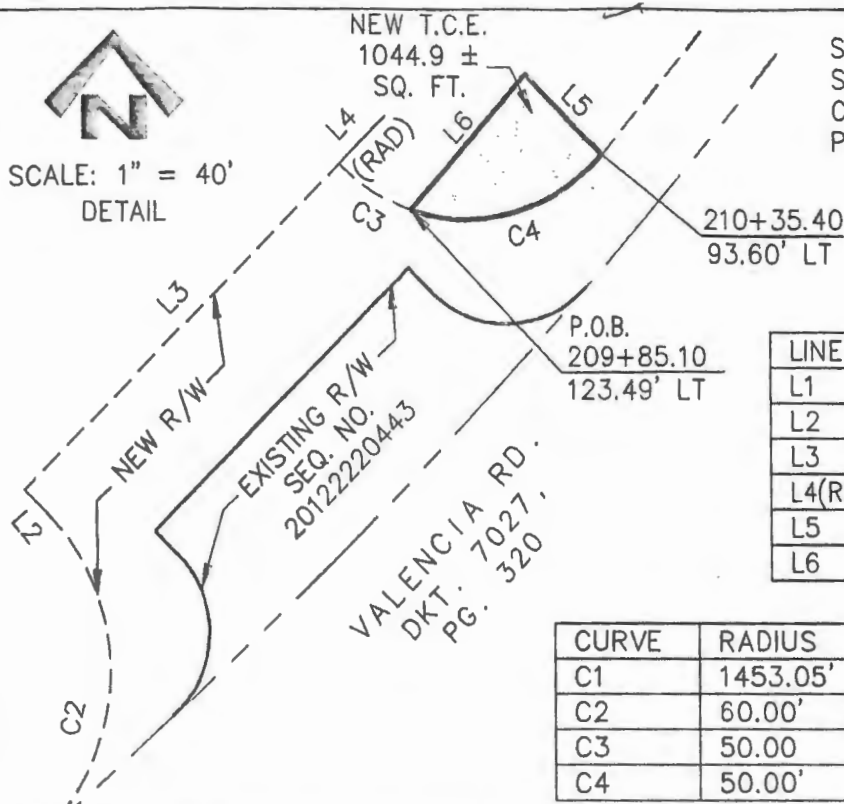 NEW T.C.E.
1044.9 ±
SQ. FT.
S
S
C
P
N
SCALE: 1" = 40'
DETAIL
L4
(RAD)
L6
L5
C3
C4
210+35.40
93.60' LT
L3
P.O.B.
209+85.10
123.49' LT
NEW R/W
EXISTING R/W
SEQ. NO.
20122220443
L2
VALENCIA RD.
DKT. 7027,
PG. 320
C2
LINE
L1
L2
L3
L4(R
L5
L6
CURVE RADIUS
C1 1453.05'
C2 60.00'
C3 50.00
C4 50.00'